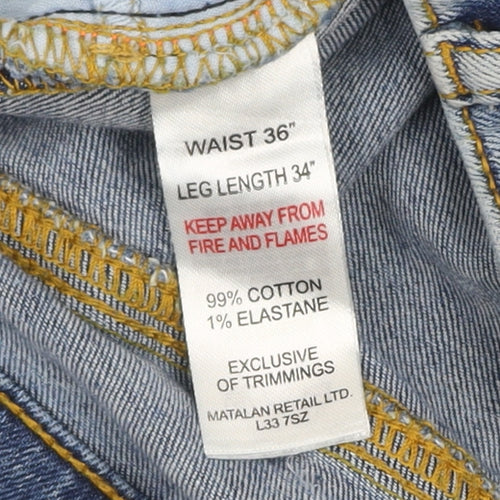 WAIST 36"
LEG LENGTH 34"
KEEP AWAY FROM
FIRE AND FLAMES
99% COTTON
1% ELASTANE
EXCLUSIVE
OF TRIMMINGS
MATALAN RETAIL LTD.
L33 7SZ